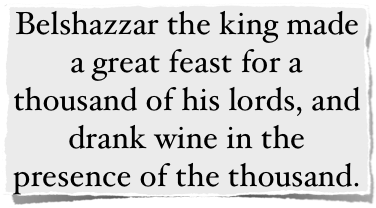 Belshazzar the king made
a great feast for a
thousand of his lords, and
drank wine in the
presence of the thousand.